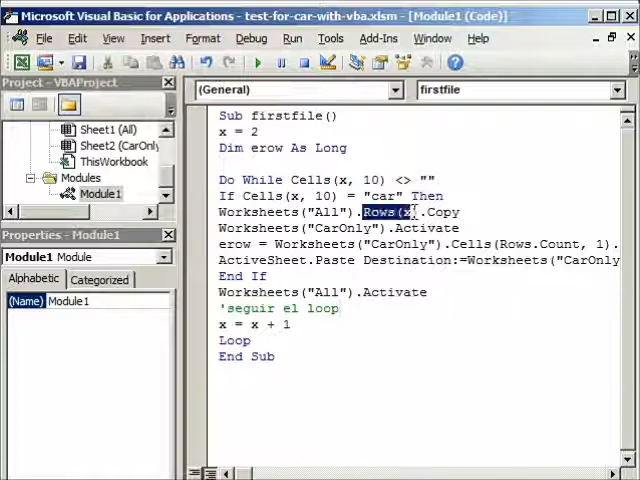 Microsoft Visual Basic for Applications - test-for-car-with-vba.xlsm - [Module1 (Code)]
File Edit View Insert Format Debug Run Tools Add-Ins Window Help
Project - VBAProject
Sheet1 (All)
Sheet2 (CarOnly)
ThisWorkbook
Modules
Module1
Properties - Module1
Module1 Module
Alphabetic Categorized
(Name) Module1
(General) firstfile
Sub firstfile()
x = 2
Dim erow As Long
Do While Cells(x, 10) <> ""
If Cells(x, 10) = "car" Then
Worksheets("All").Rows(x).Copy
Worksheets("CarOnly").Activate
erow = Worksheets("CarOnly").Cells(Rows.Count, 1).
ActiveSheet.Paste Destination:=Worksheets("CarOnly
End If
Worksheets("All").Activate
'seguir el loop
x = x + 1
Loop
End Sub